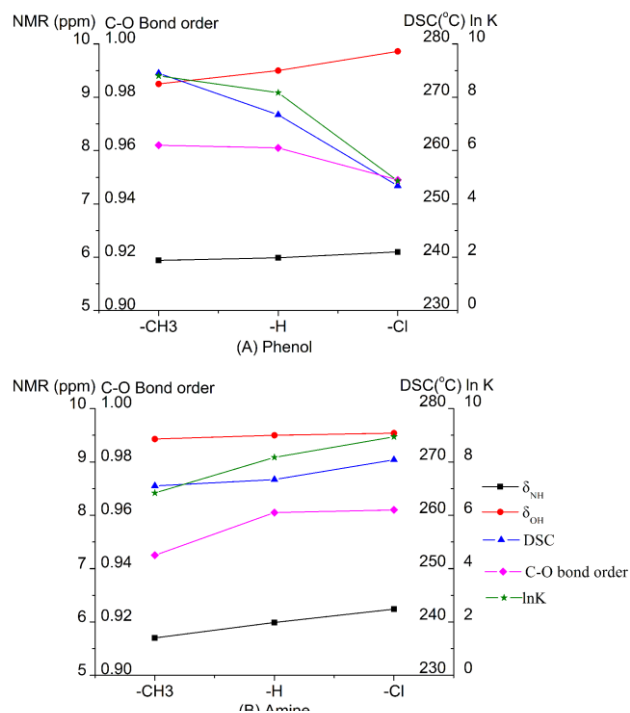 NMR (ppm) C-O Bond order DSC(°C) ln K
10 1.00 280 10
9 0.98 270 8
8 0.96 260 6
7 0.94 250 4
6 0.92 240 2
5 0.90 230 0
-CH3 -H -Cl
(A) Phenol
NMR (ppm) C-O Bond order DSC(°C) ln K
10 1.00 280 10
9 0.98 270 8
8 0.96 260 6
7 0.94 250 4
6 0.92 240 2
5 0.90 230 0
-CH3 -H -Cl
(B) Amine
δNH
δOH
DSC
C-O bond order
lnK